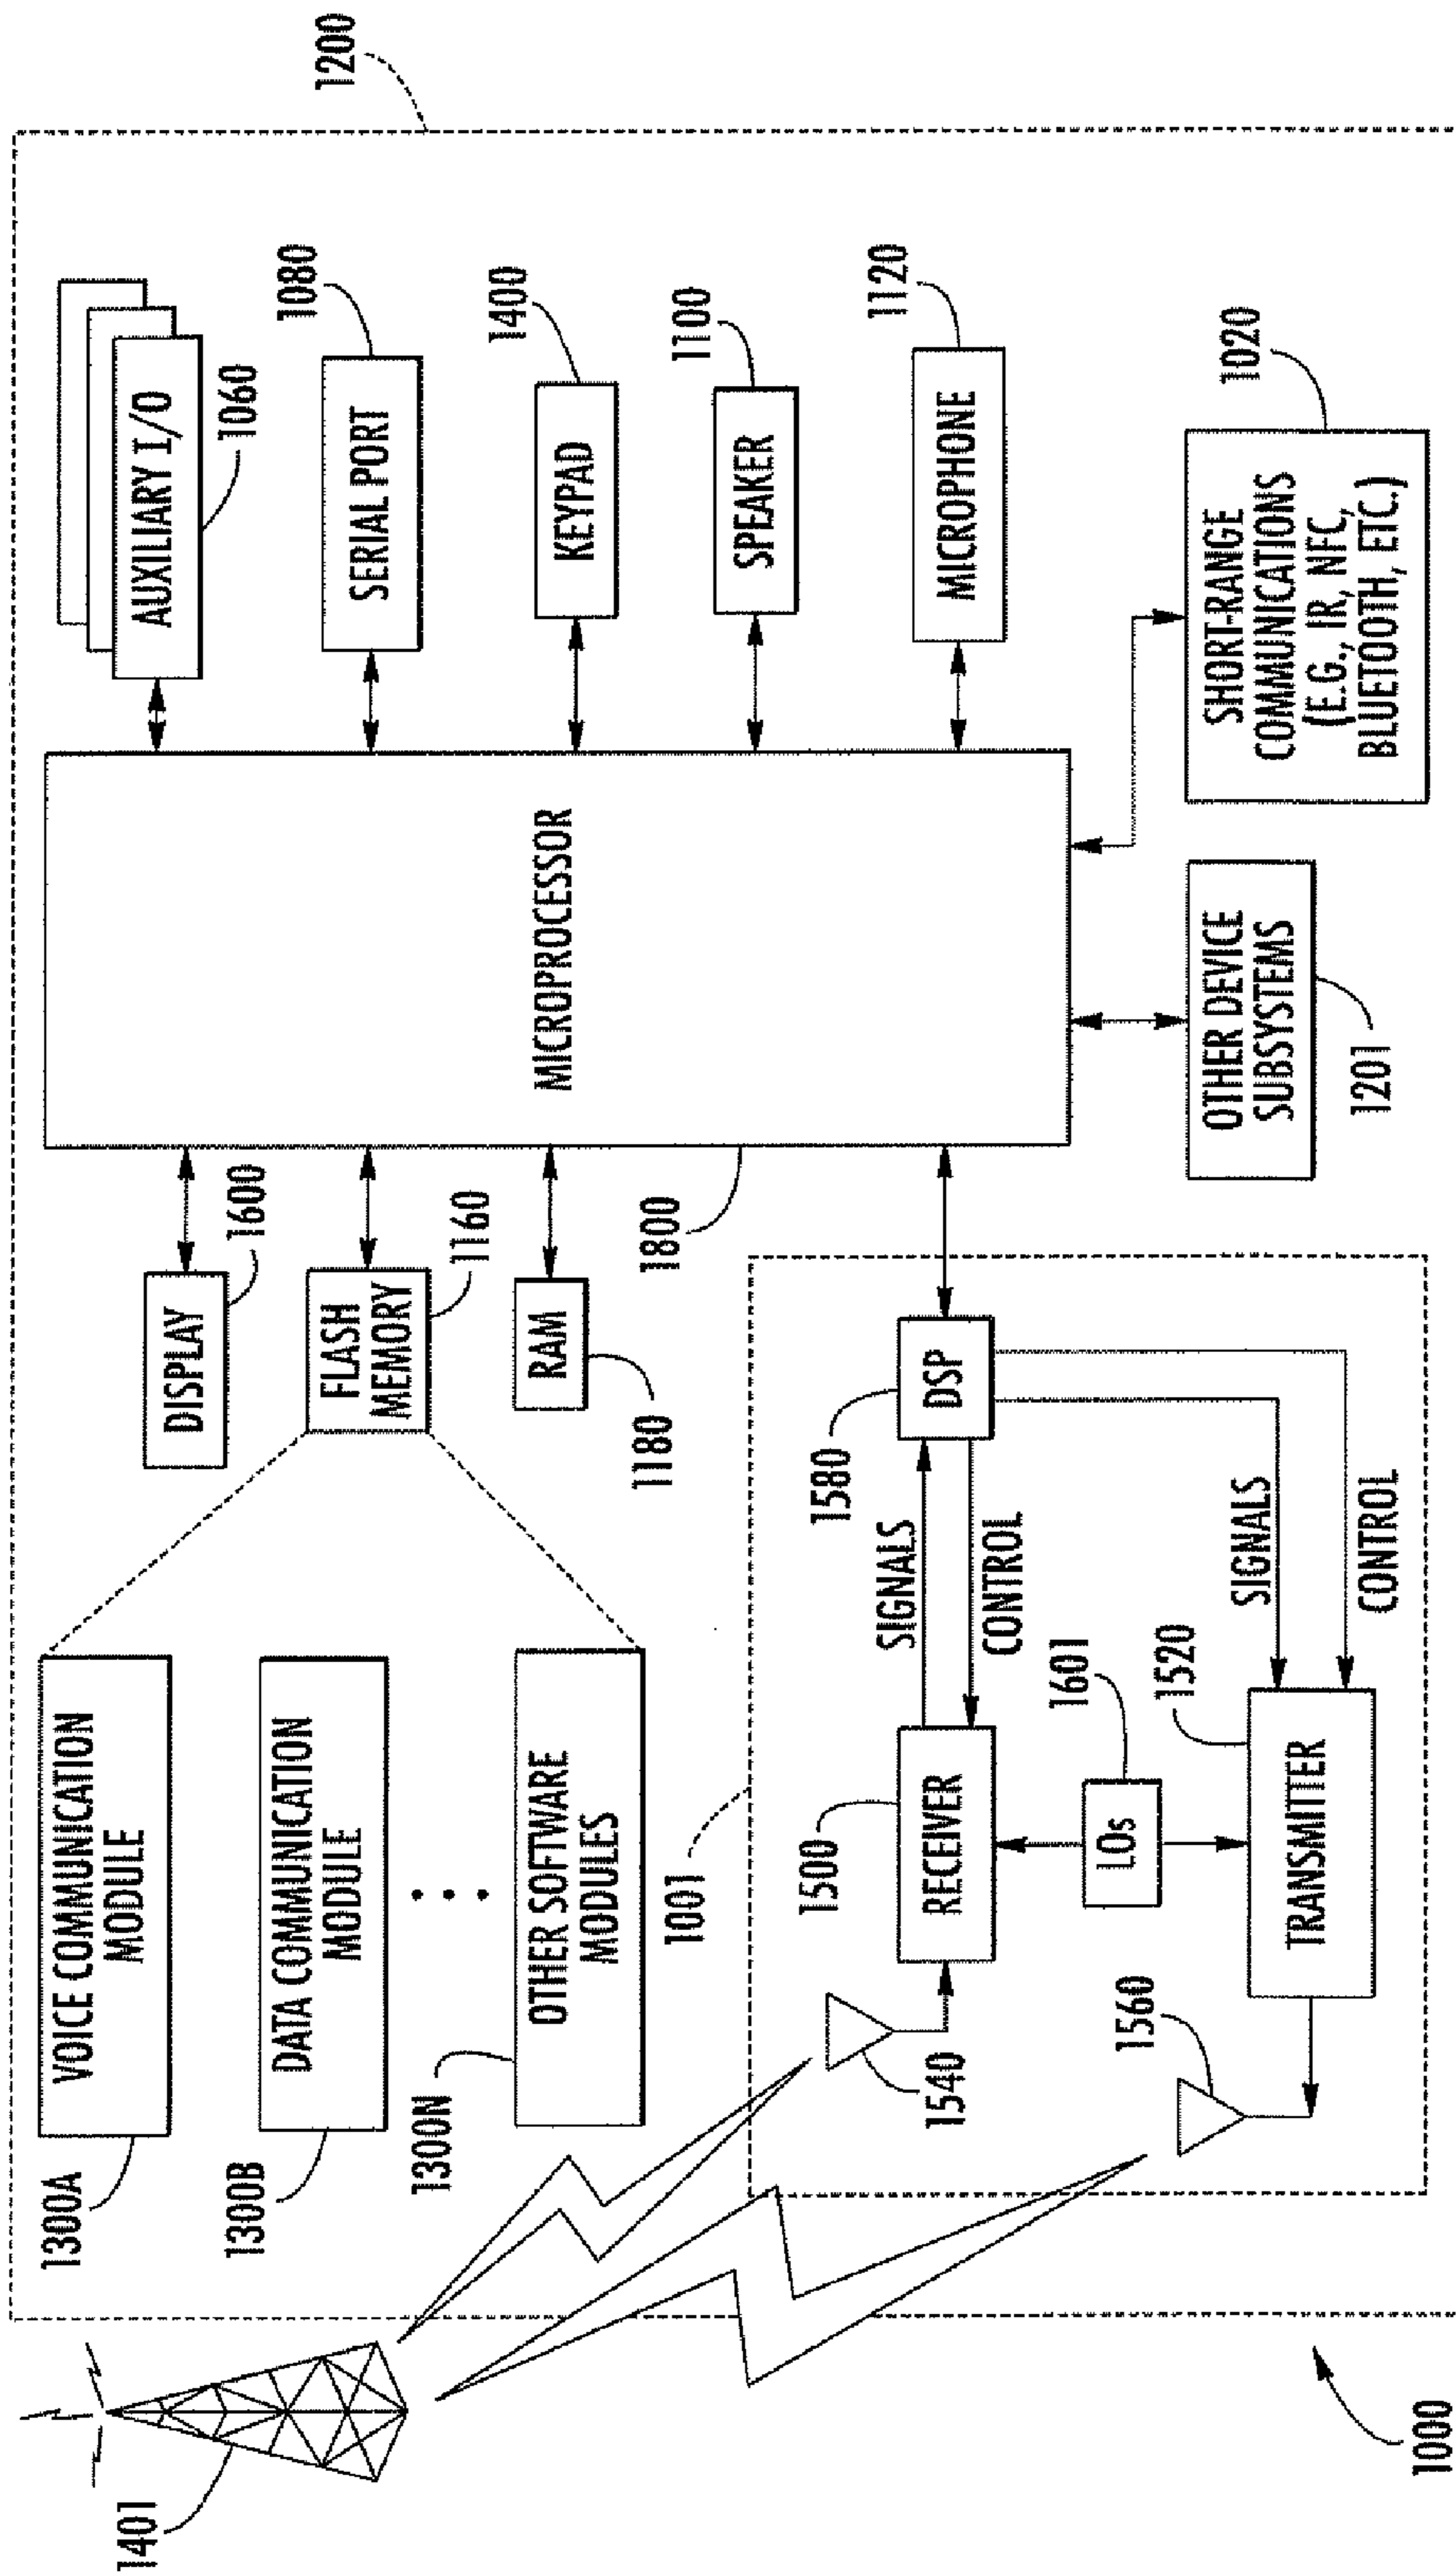 1401
1300A
VOICE COMMUNICATION
MODULE
1300B
DATA COMMUNICATION
MODULE
1300N
OTHER SOFTWARE
MODULES
DISPLAY
1600
FLASH
MEMORY
1160
RAM
1180
1800
MICROPROCESSOR
AUXILIARY I/O
1060
SERIAL PORT
1080
KEYPAD
1400
SPEAKER
1100
MICROPHONE
1120
1200
1001
1540
1500
RECEIVER
SIGNALS
CONTROL
1580
DSP
1601
LOs
1560
1520
TRANSMITTER
SIGNALS
CONTROL
OTHER DEVICE
SUBSYSTEMS
1201
SHORT-RANGE
COMMUNICATIONS
(E.G., IR, NFC,
BLUETOOTH, ETC.)
1020
1000